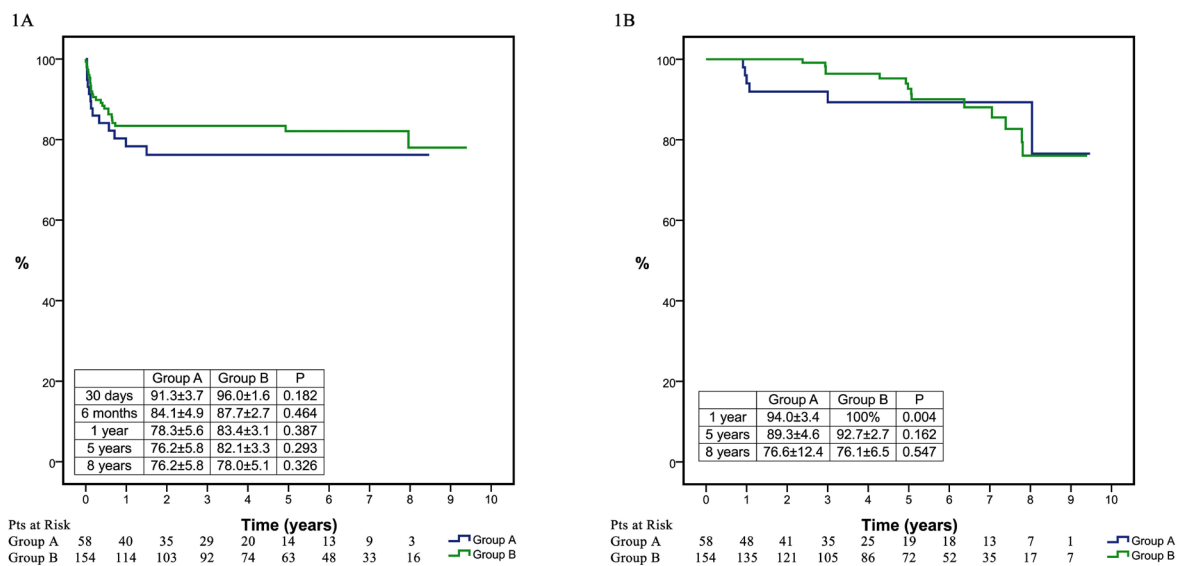 1A
100
80
60
%
40
20
0
Group A Group B P
30 days 91.3±3.7 96.0±1.6 0.182
6 months 84.1±4.9 87.7±2.7 0.464
1 year 78.3±5.6 83.4±3.1 0.387
5 years 76.2±5.8 82.1±3.3 0.293
8 years 76.2±5.8 78.0±5.1 0.326
0 1 2 3 4 5 6 7 8 9 10
Pts at Risk Time (years)
Group A 58 40 35 29 20 14 13 9 3 Group A
Group B 154 114 103 92 74 63 48 33 16 Group B
1B
100
80
60
%
40
20
0
Group A Group B P
1 year 94.0±3.4 100% 0.004
5 years 89.3±4.6 92.7±2.7 0.162
8 years 76.6±12.4 76.1±6.5 0.547
0 1 2 3 4 5 6 7 8 9 10
Pts at Risk Time (years)
Group A 58 48 41 35 25 19 18 13 7 1 Group A
Group B 154 135 121 105 86 72 52 35 17 7 Group B